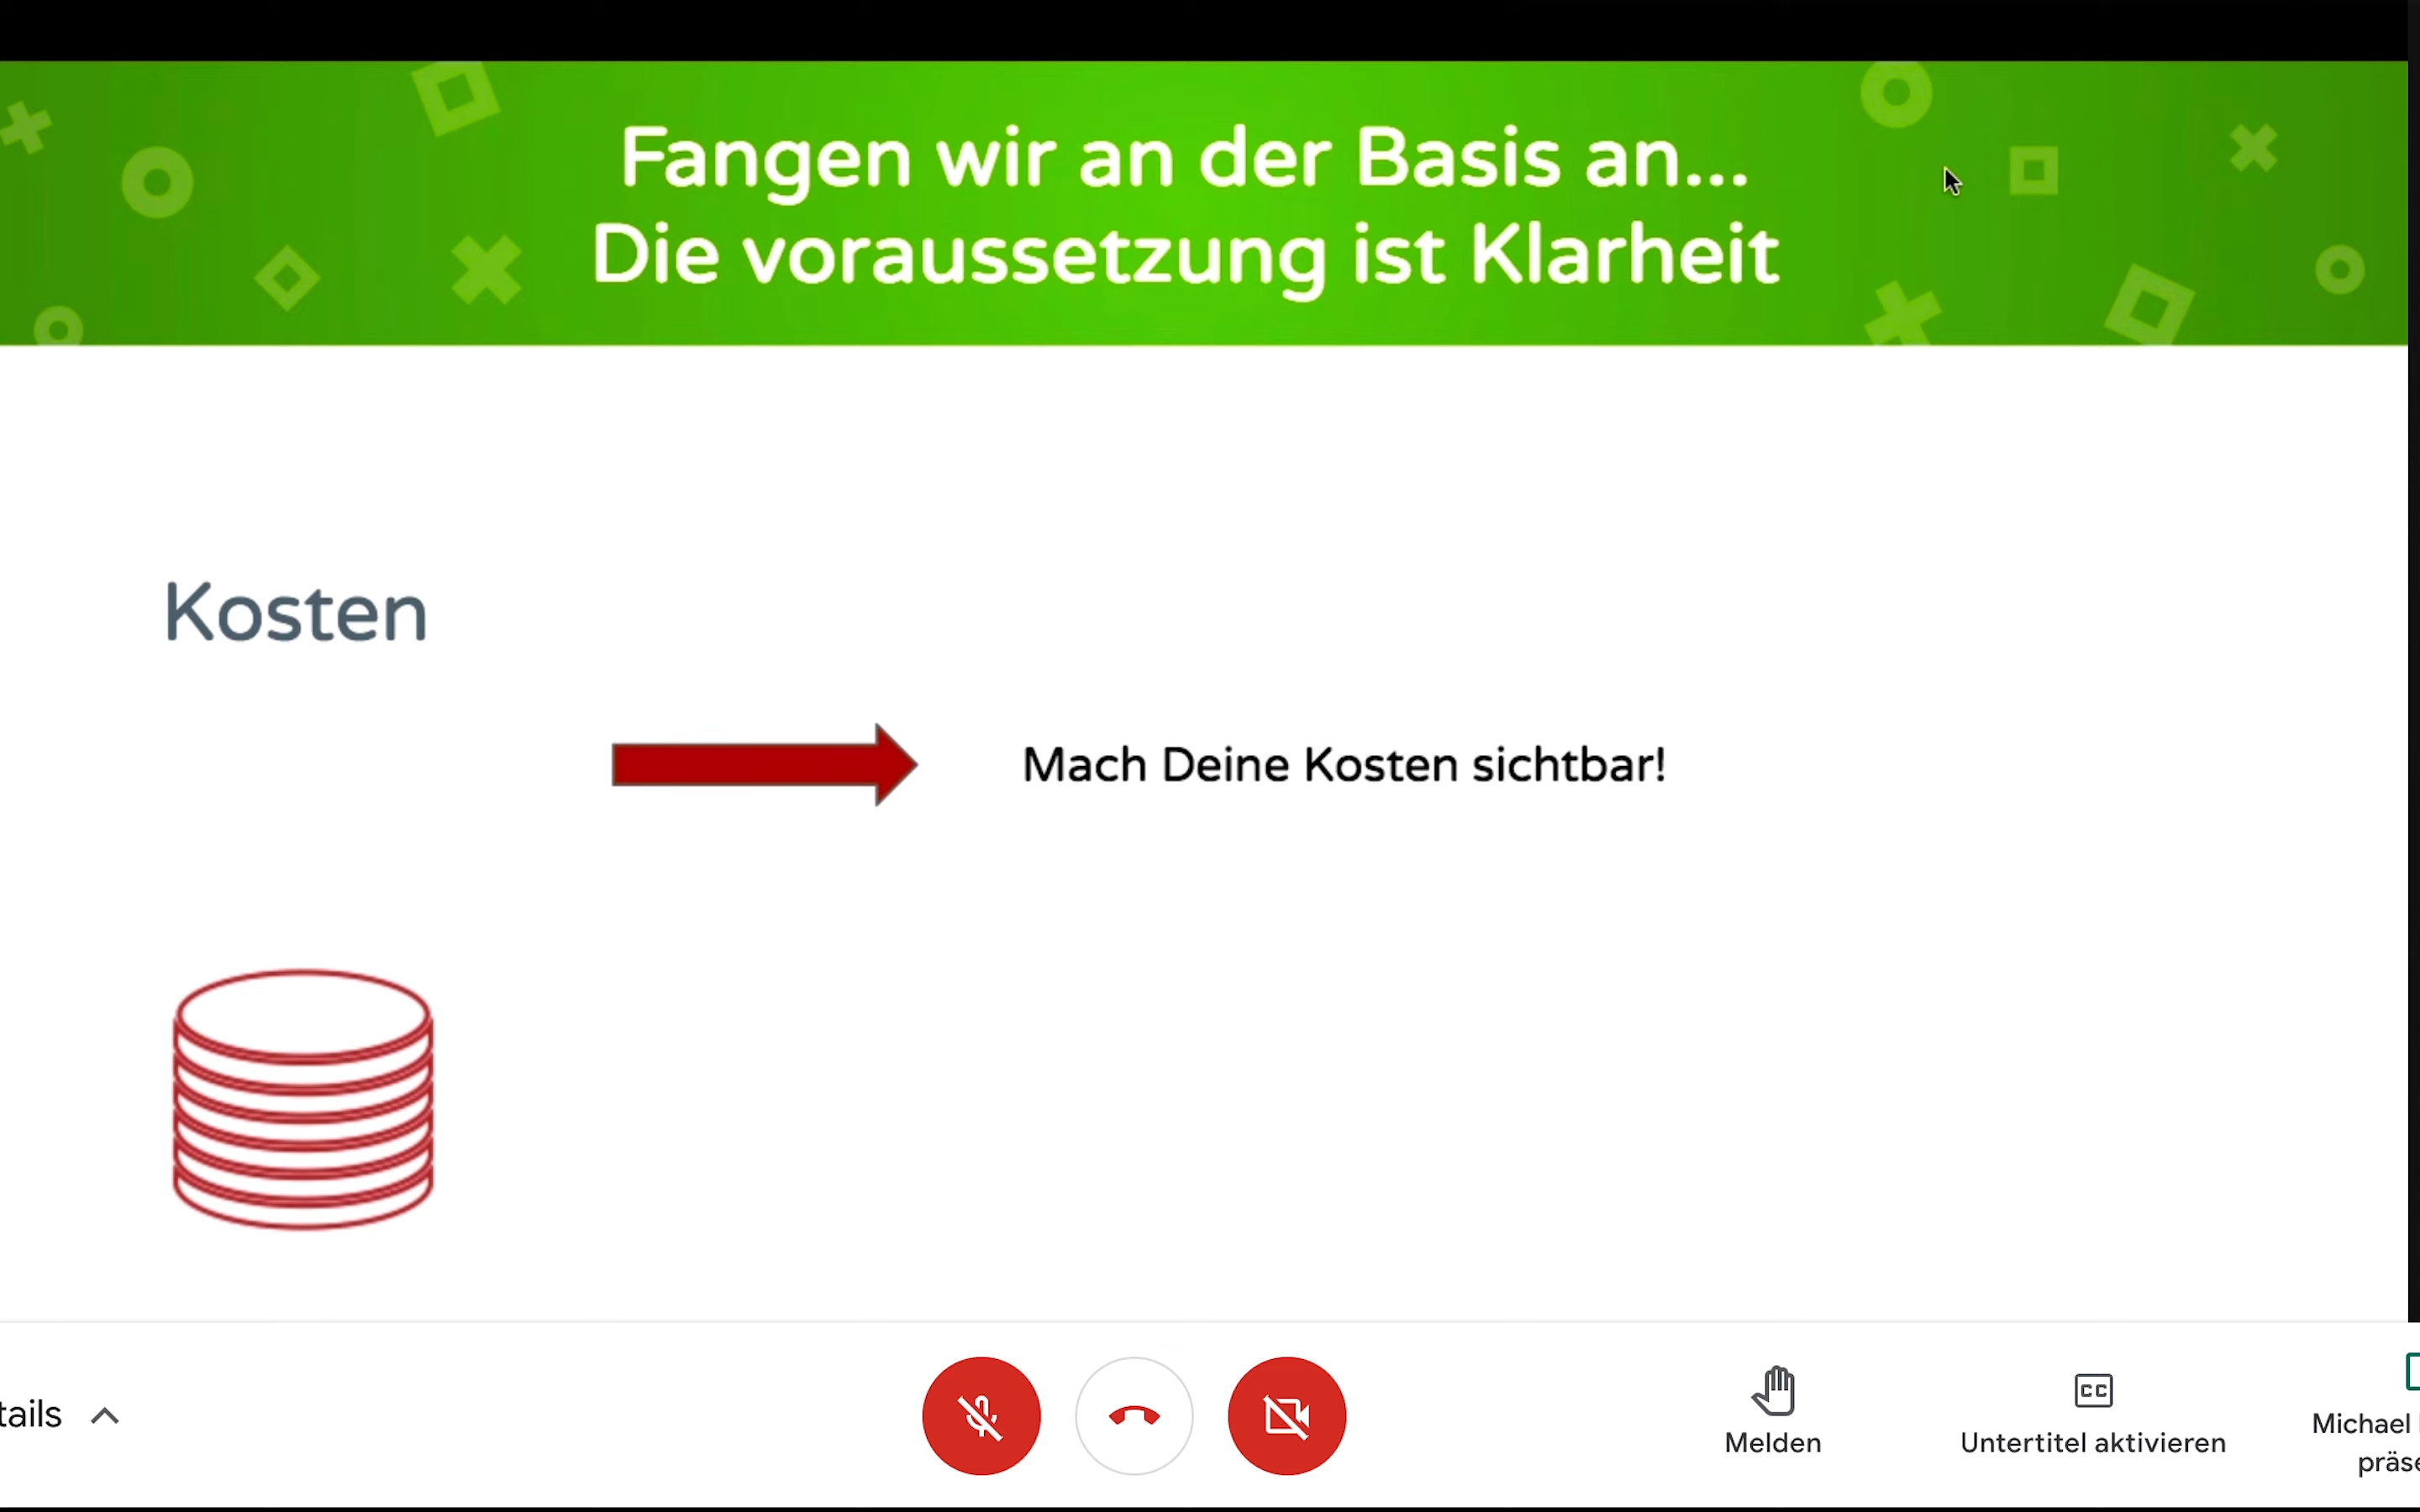 Fangen wir an der Basis an...
Die voraussetzung ist Klarheit
Kosten
Mach Deine Kosten sichtbar!
tails
CC
Melden
Untertitel aktivieren
Michael
präse